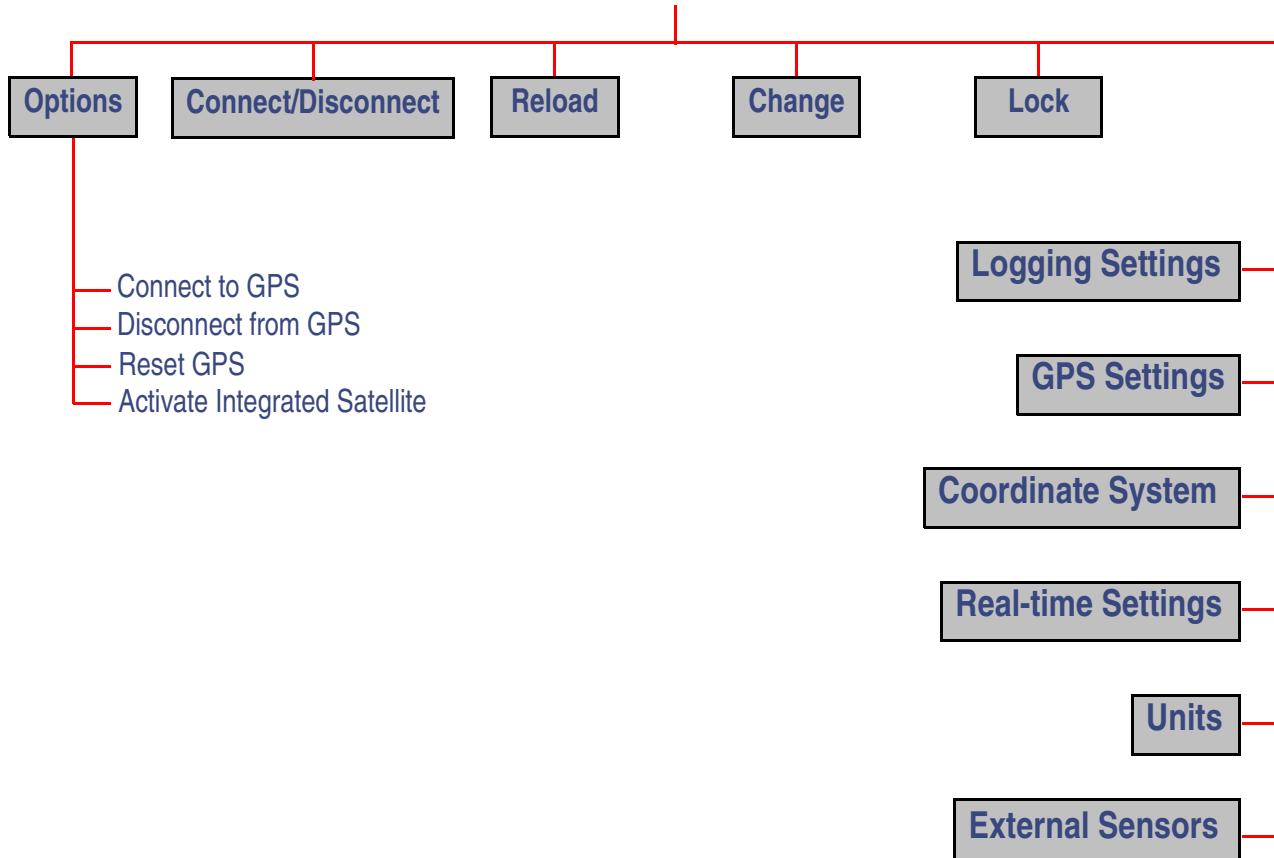 Options
Connect/Disconnect
Reload
Change
Lock
Connect to GPS
Disconnect from GPS
Reset GPS
Activate Integrated Satellite
Logging Settings
GPS Settings
Coordinate System
Real-time Settings
Units
External Sensors